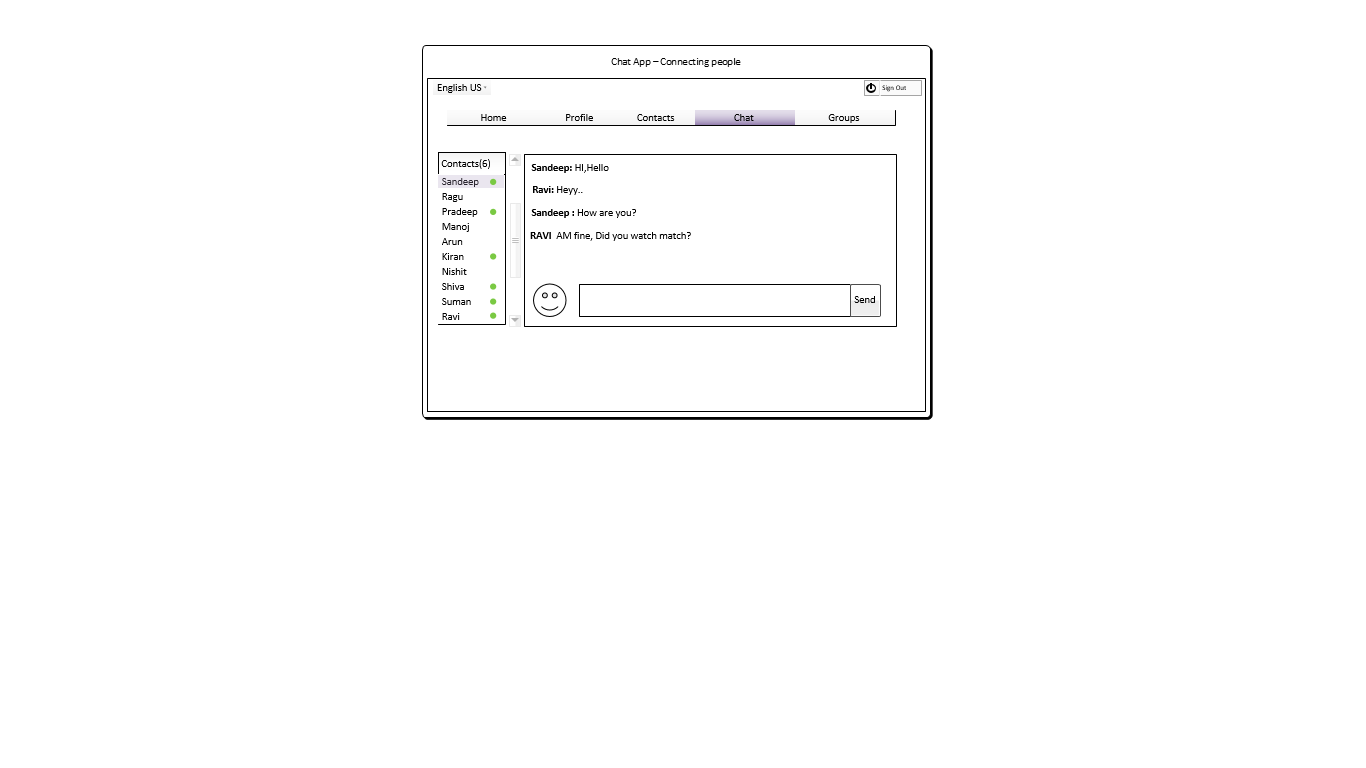 Chat App – Connecting people
English US
Sign Out
Home Profile Contacts Chat Groups
Contacts(6)
Sandeep
Ragu
Pradeep
Manoj
Arun
Kiran
Nishit
Shiva
Suman
Ravi
Sandeep: HI,Hello
Ravi: Heyy..
Sandeep : How are you?
RAVI AM fine, Did you watch match?
Send